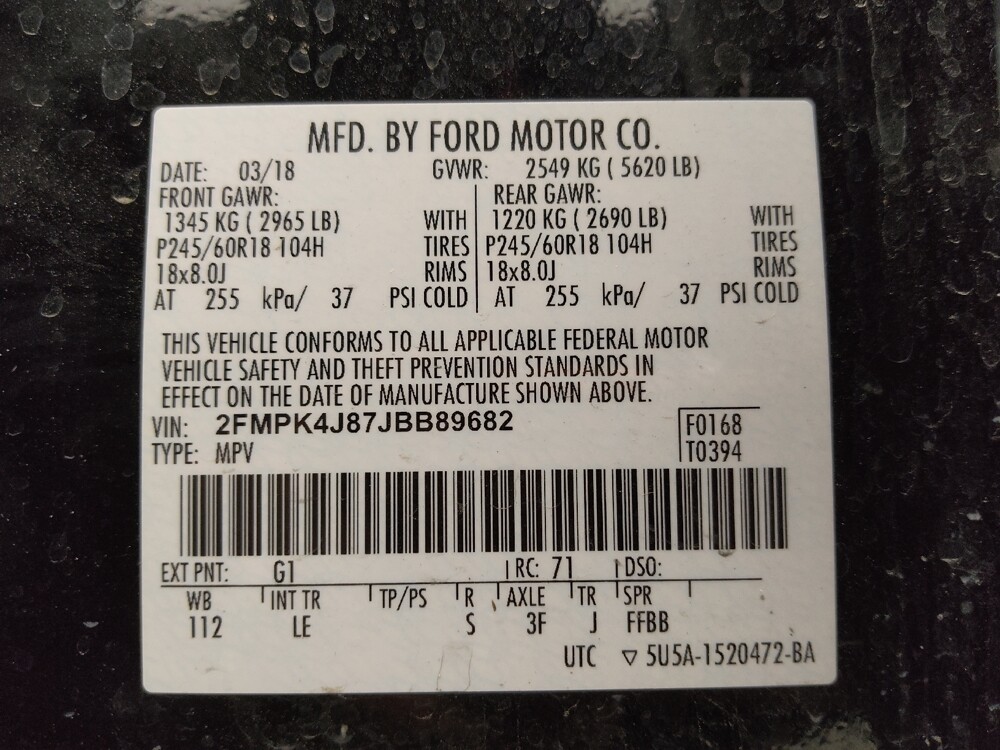 MFD. BY FORD MOTOR CO.
DATE: 03/18 GVWR: 2549 KG ( 5620 LB)
FRONT GAWR: REAR GAWR:
1345 KG ( 2965 LB) WITH 1220 KG ( 2690 LB) WITH
P245/60R18 104H TIRES P245/60R18 104H TIRES
18x8.0J RIMS 18x8.0J RIMS
AT 255 kPa/ 37 PSI COLD AT 255 kPa/ 37 PSI COLD
THIS VEHICLE CONFORMS TO ALL APPLICABLE FEDERAL MOTOR
VEHICLE SAFETY AND THEFT PREVENTION STANDARDS IN
EFFECT ON THE DATE OF MANUFACTURE SHOWN ABOVE.
VIN: 2FMPK4J87JBB89682 F0168
TYPE: MPV T0394
EXT PNT: G1 RC: 71 DSO:
WB INT TR TP/PS R AXLE TR SPR
112 LE S 3F J FFBB
UTC ▽ 5U5A-1520472-BA